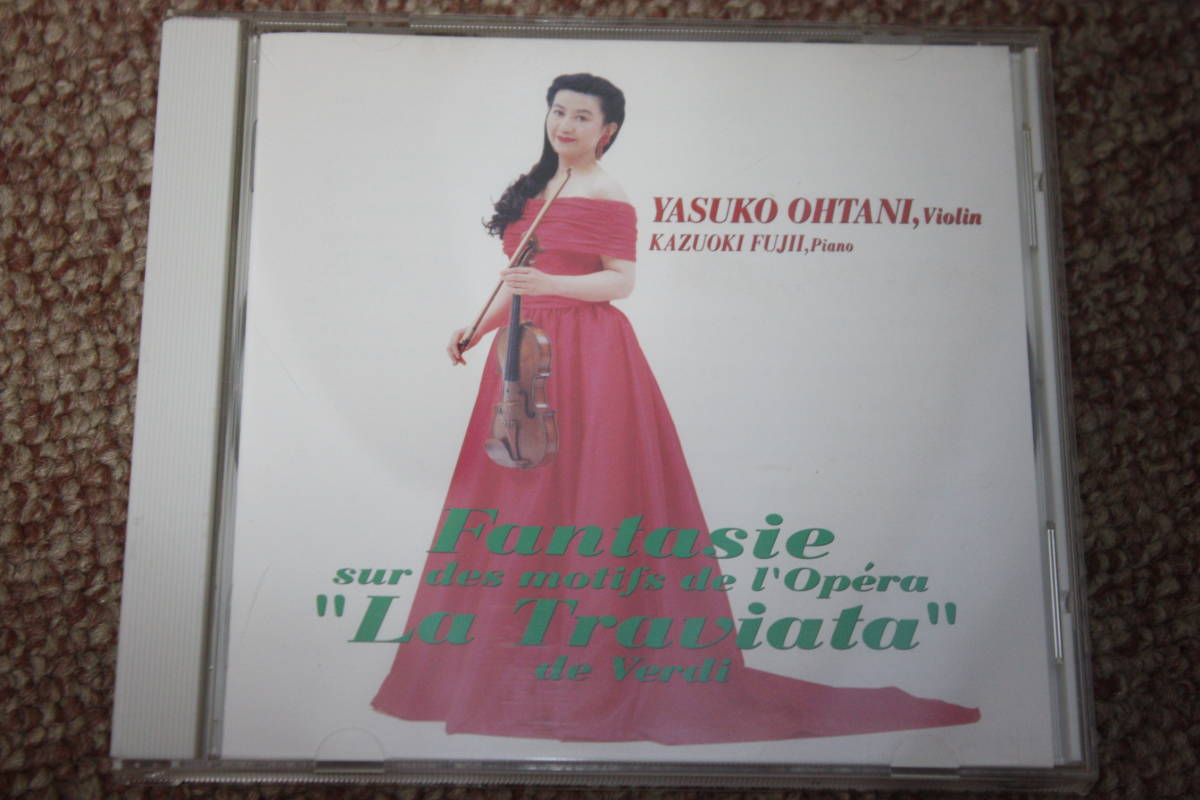 YASUKO OHTANI, Violin
KAZUOKI FUJII, Piano
Fantasie
sur des motifs de l'Opéra
"La Traviata"
de Verdi